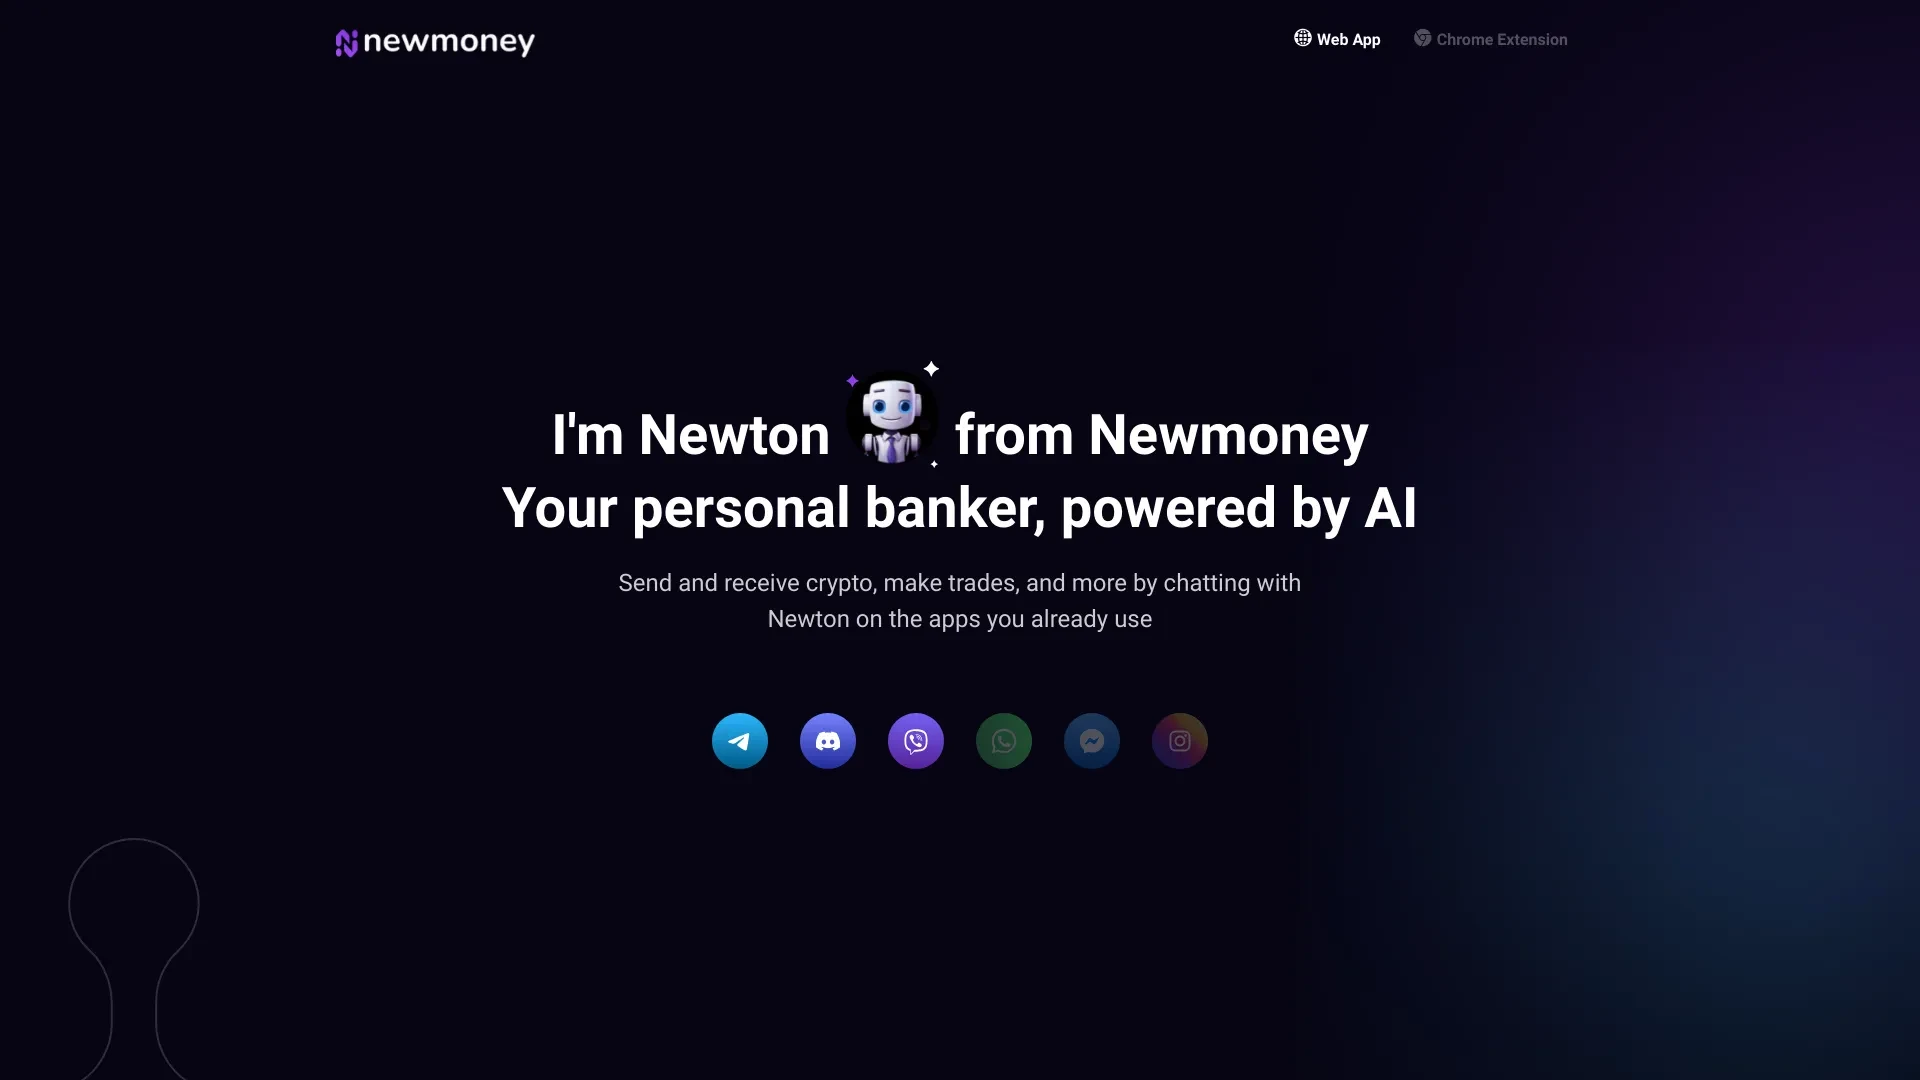 newmoney
Web App
Chrome Extension
I'm Newton from Newmoney
Your personal banker, powered by AI
Send and receive crypto, make trades, and more by chatting with
Newton on the apps you already use